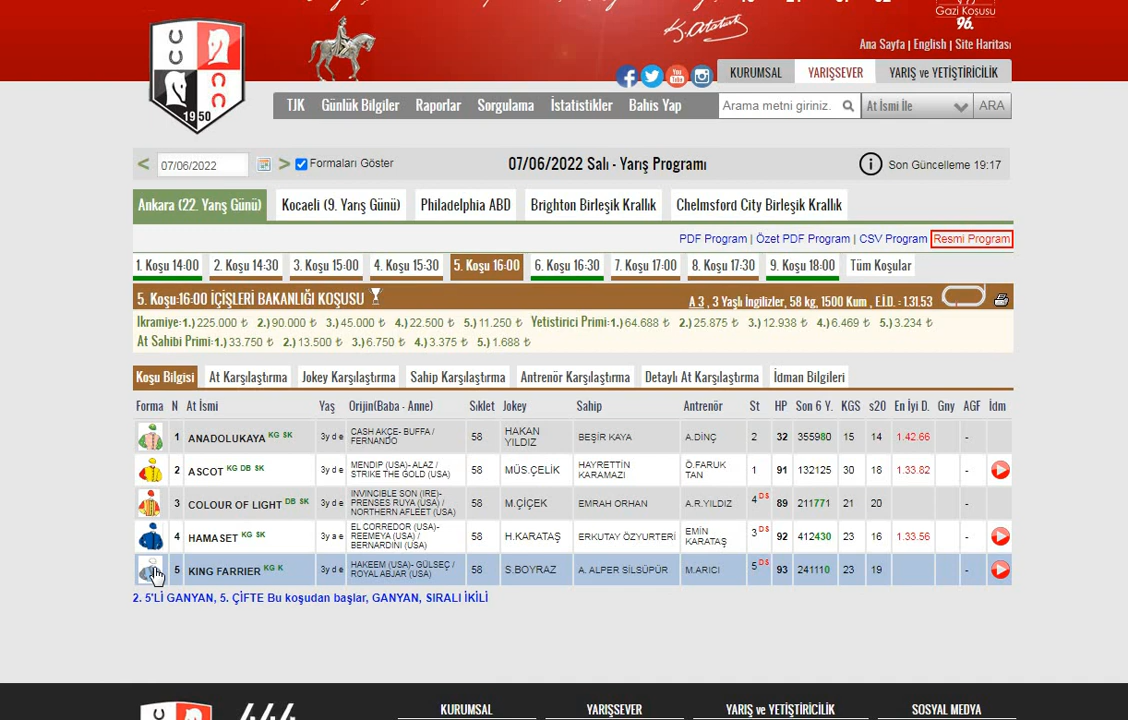 Gazi Koşusu
96.
K. Atatürk
Ana Sayfa | English | Site Haritası
KURUMSAL YARIŞSEVER YARIŞ ve YETİŞTİRİCİLİK
1950
TJK Günlük Bilgiler Raporlar Sorgulama İstatistikler Bahis Yap Arama metni giriniz. At İsmi İle ARA
< 07/06/2022 > Formaları Göster 07/06/2022 Salı - Yarış Programı Son Güncelleme 19:17
Ankara (22. Yarış Günü) Kocaeli (9. Yarış Günü) Philadelphia ABD Brighton Birleşik Krallık Chelmsford City Birleşik Krallık
PDF Program | Özet PDF Program | CSV Program | Resmi Program
1. Koşu 14:00 2. Koşu 14:30 3. Koşu 15:00 4. Koşu 15:30 5. Koşu 16:00 6. Koşu 16:30 7. Koşu 17:00 8. Koşu 17:30 9. Koşu 18:00 Tüm Koşular
5. Koşu:16:00 İÇİŞLERİ BAKANLIĞI KOŞUSU A 3 , 3 Yaşlı İngilizler, 58 kg, 1500 Kum , E.İ.D. : 1.31.53
Ikramiye:1.) 225.000 ₺ 2.) 90.000 ₺ 3.) 45.000 ₺ 4.) 22.500 ₺ 5.) 11.250 ₺ Yetistirici Primi:1.) 64.688 ₺ 2.) 25.875 ₺ 3.) 12.938 ₺ 4.) 6.469 ₺ 5.) 3.234 ₺
At Sahibi Primi:1.) 33.750 ₺ 2.) 13.500 ₺ 3.) 6.750 ₺ 4.) 3.375 ₺ 5.) 1.688 ₺
Koşu Bilgisi At Karşılaştırma Jokey Karşılaştırma Sahip Karşılaştırma Antrenör Karşılaştırma Detaylı At Karşılaştırma İdman Bilgileri
Forma N At İsmi Yaş Orijin(Baba - Anne) Sıklet Jokey Sahip Antrenör St HP Son 6 Y. KGS s20 En İyi D. Gny AGF İdm
1 ANADOLUKAYA KG SK 3y d e CASH AKÇE- BUFFA / FERNANDO 58 HAKAN YILDIZ BEŞİR KAYA A.DİNÇ 2 32 355980 15 14 1.42.66 -
2 ASCOT KG DB SK 3y d e MENDIP (USA)- ALAZ / STRIKE THE GOLD (USA) 58 MÜS.ÇELİK HAYRETTİN KARAMAZI Ö.FARUK TAN 1 91 132125 30 18 1.33.82 -
3 COLOUR OF LIGHT DB SK 3y d e INVINCIBLE SON (IRE)- PRENSES RUYA (USA) / NORTHERN AFLEET (USA) 58 M.ÇİÇEK EMRAH ORHAN A.R.YILDIZ 4 DS 89 211771 21 20 -
4 HAMASET KG SK 3y a e EL CORREDOR (USA)- REEMEYA (USA) / BERNARDINI (USA) 58 H.KARATAŞ ERKUTAY ÖZYURTERİ EMİN KARATAŞ 3 DS 92 412430 23 16 1.33.56 -
5 KING FARRIER KG K 3y d e HAKEEM (USA)- GÜLSEÇ / ROYAL ABJAR (USA) 58 S.BOYRAZ A. ALPER SİLSÜPÜR M.ARICI 5 DS 93 241110 23 19 -
2. 5'Lİ GANYAN, 5. ÇİFTE Bu koşudan başlar, GANYAN, SIRALI İKİLİ
444 KURUMSAL YARIŞSEVER YARIŞ ve YETİŞTİRİCİLİK SOSYAL MEDYA